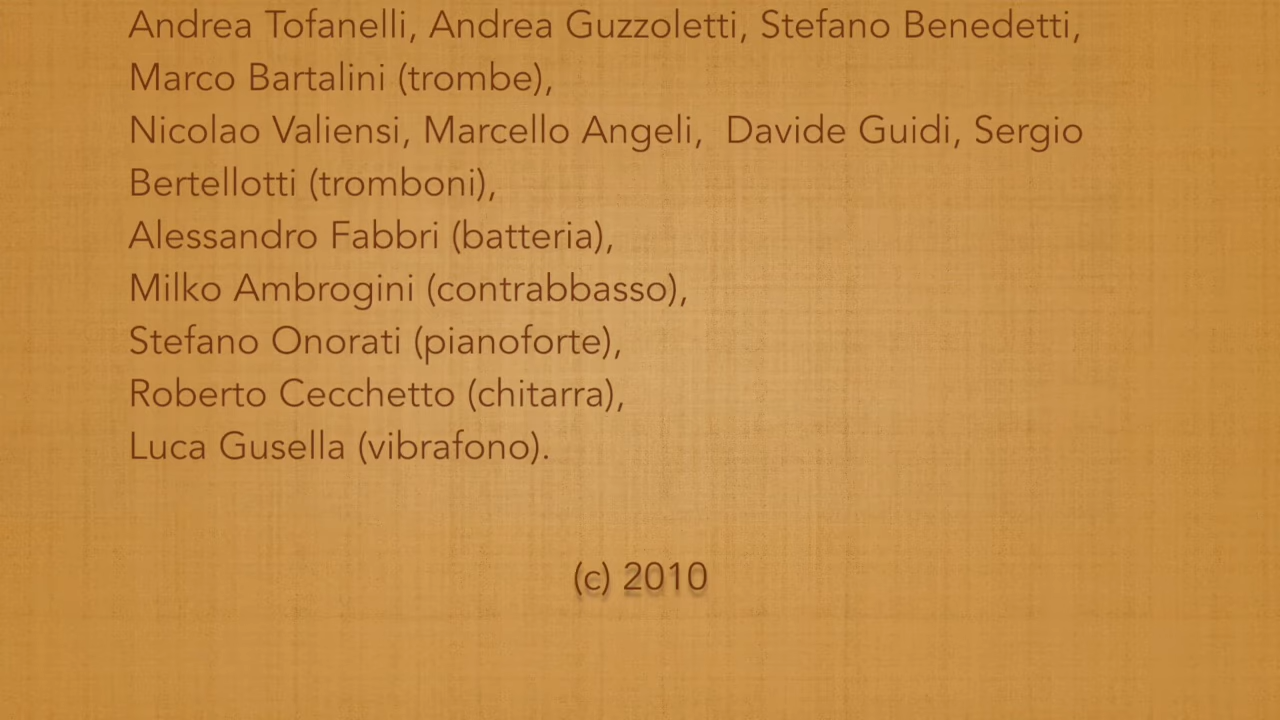 Andrea Tofanelli, Andrea Guzzoletti, Stefano Benedetti,
Marco Bartalini (trombe),
Nicolao Valiensi, Marcello Angeli,  Davide Guidi, Sergio
Bertellotti (tromboni),
Alessandro Fabbri (batteria),
Milko Ambrogini (contrabbasso),
Stefano Onorati (pianoforte),
Roberto Cecchetto (chitarra),
Luca Gusella (vibrafono).
(c) 2010